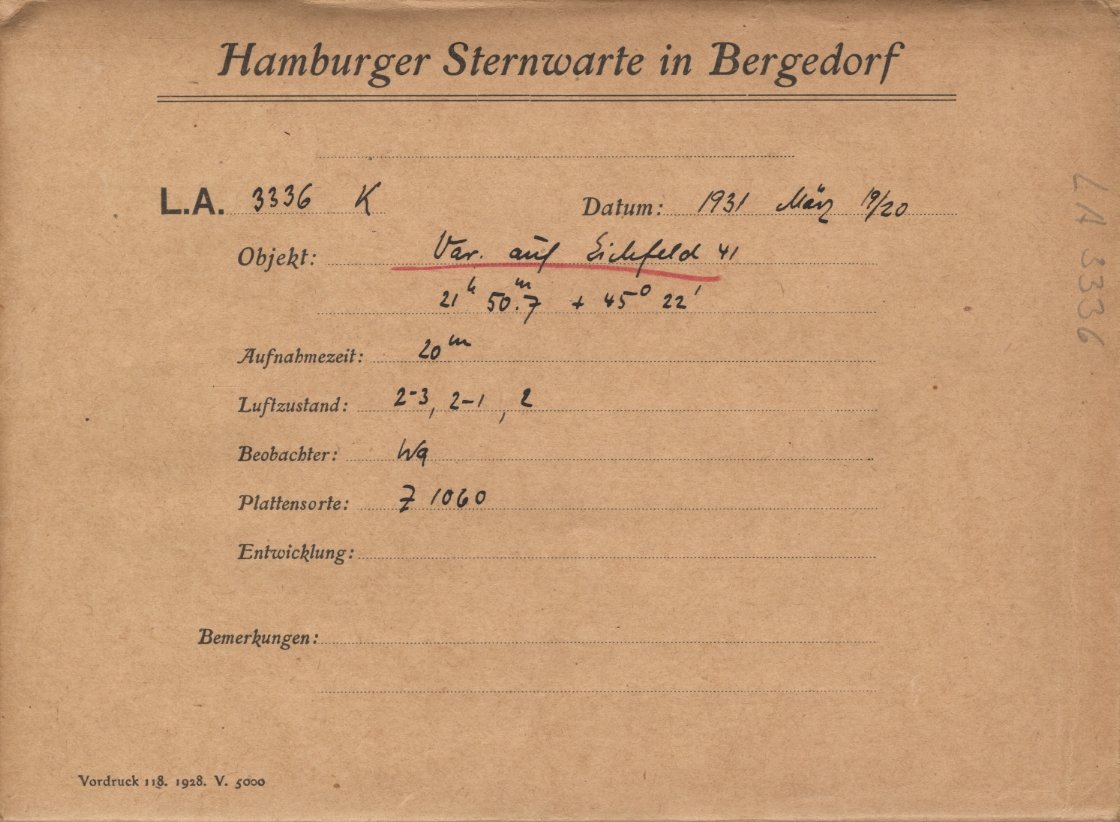 Hamburger Sternwarte in Bergedorf
L.A. 3336 K Datum: 1931 März 19/20
Objekt: Var. auf Eichfeld 41
21ʰ 50ᵐ.7 + 45° 22'
Aufnahmezeit: 20ᵐ
Luftzustand: 2-3, 2-1, 2
Beobachter: Wa
Plattensorte: Z 1060
Entwicklung:
Bemerkungen:
Vordruck 118. 1928. V. 5000
LA 3336